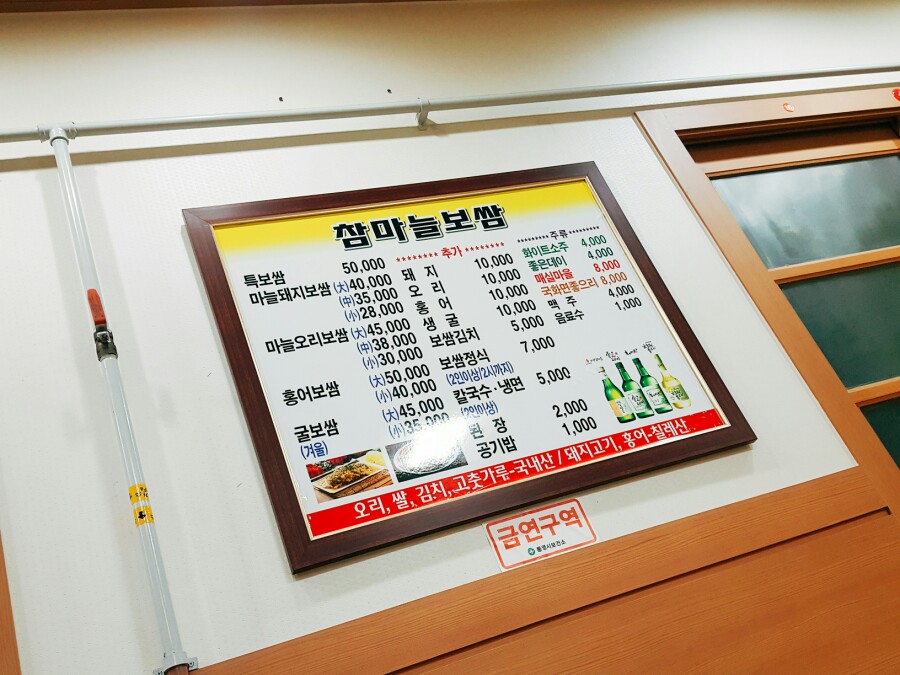 참마늘보쌈
특보쌈 50,000
마늘돼지보쌈 (大) 40,000
(中) 35,000
(小) 28,000
마늘오리보쌈 (大) 45,000
(中) 38,000
(小) 30,000
홍어보쌈 (大) 50,000
(小) 40,000
굴보쌈 (大) 45,000
(겨울) (小) 35,000
******** 추가 ********
돼지 10,000
오리 10,000
홍어 10,000
생굴 10,000
보쌈김치 5,000
보쌈정식 7,000
(2인이상)(2시까지)
칼국수·냉면 5,000
(2인이상)
된장 2,000
공기밥 1,000
********* 주류 *********
화이트소주 4,000
좋은데이 4,000
매실마을 8,000
국화면좋으리 8,000
맥주 4,000
음료수 1,000
오리, 쌀, 김치, 고춧가루-국내산 / 돼지고기, 홍어-칠레산
금연구역